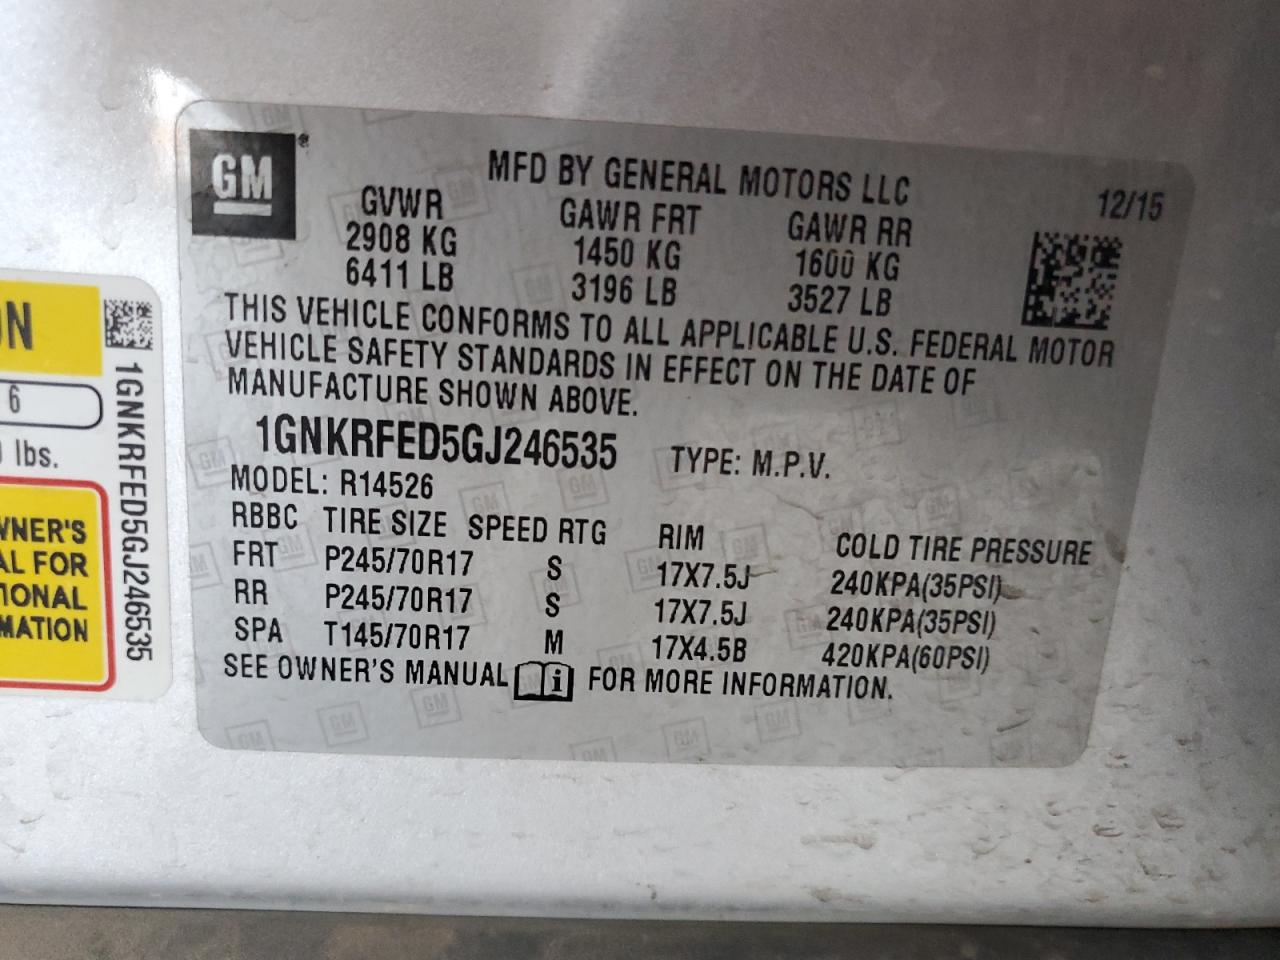 GM®
MFD BY GENERAL MOTORS LLC
12/15
GVWR GAWR FRT GAWR RR
2908 KG 1450 KG 1600 KG
6411 LB 3196 LB 3527 LB
THIS VEHICLE CONFORMS TO ALL APPLICABLE U.S. FEDERAL MOTOR
VEHICLE SAFETY STANDARDS IN EFFECT ON THE DATE OF
MANUFACTURE SHOWN ABOVE.
1GNKRFED5GJ246535 TYPE: M.P.V.
MODEL: R14526
RBBC TIRE SIZE SPEED RTG RIM COLD TIRE PRESSURE
FRT P245/70R17 S 17X7.5J 240KPA(35PSI)
RR P245/70R17 S 17X7.5J 240KPA(35PSI)
SPA T145/70R17 M 17X4.5B 420KPA(60PSI)
SEE OWNER'S MANUAL i FOR MORE INFORMATION.
6
lbs.
1GNKRFED5GJ246535